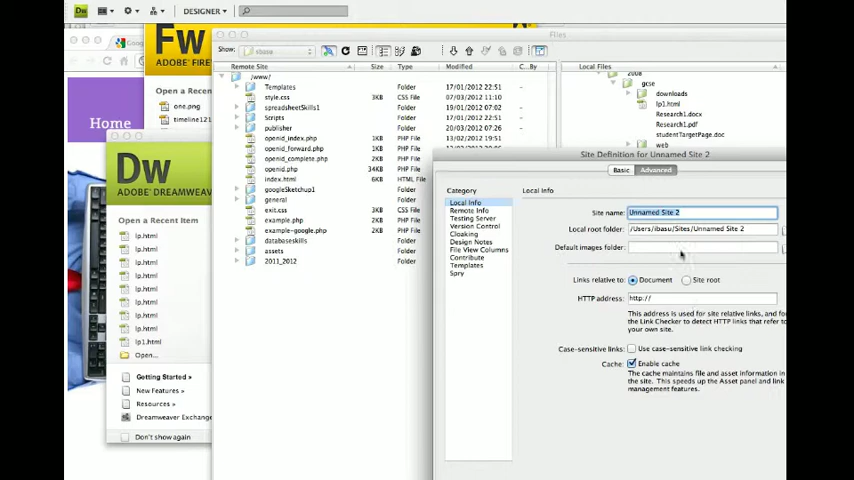 Dw
DESIGNER
Files
Show:
sbase
Remote Site
Size
Type
Modified
C...By
Local Files
/www/
Templates
Folder
17/01/2012 22:51
-
style.css
3KB
CSS File
07/03/2012 11:10
spreadsheetSkills1
Folder
19/01/2012 07:02
-
Scripts
Folder
17/01/2012 22:51
-
publisher
Folder
20/03/2012 07:26
-
openid_index.php
1KB
PHP File
13/02/2012 22:51
openid_forward.php
1KB
PHP File
openid_complete.php
2KB
PHP File
openid.php
34KB
PHP File
index.html
6KB
HTML File
googleSketchup1
Folder
general
Folder
exit.css
3KB
CSS File
example.php
2KB
PHP File
example-google.php
2KB
PHP File
databaseskills
Folder
assets
Folder
2011_2012
Folder
2008
gcse
downloads
lp1.html
Research1.docx
Research1.pdf
studentTargetPage.doc
web
Googl
Home
Fw
ADOBE' FIREW
Open a Recent I
one.png
timeline121
Dw
ADOBE' DREAMWEAV
Open a Recent Item
lp.html
lp.html
lp.html
lp.html
lp.html
lp.html
lp.html
lp.html
lp1.html
Open...
Getting Started »
New Features »
Resources »
Dreamweaver Exchang
Don't show again
Site Definition for Unnamed Site 2
Basic
Advanced
Category
Local Info
Remote Info
Testing Server
Version Control
Cloaking
Design Notes
File View Columns
Contribute
Templates
Spry
Local Info
Site name:
Unnamed Site 2
Local root folder:
/Users/ibasu/Sites/Unnamed Site 2
Default images folder:
Links relative to:
Document
Site root
HTTP address:
http://
This address is used for site relative links, and fo
the Link Checker to detect HTTP links that refer to
your own site.
Case-sensitive links:
Use case-sensitive link checking
Cache:
Enable cache
The cache maintains file and asset information in
the site. This speeds up the Asset panel and link
management features.